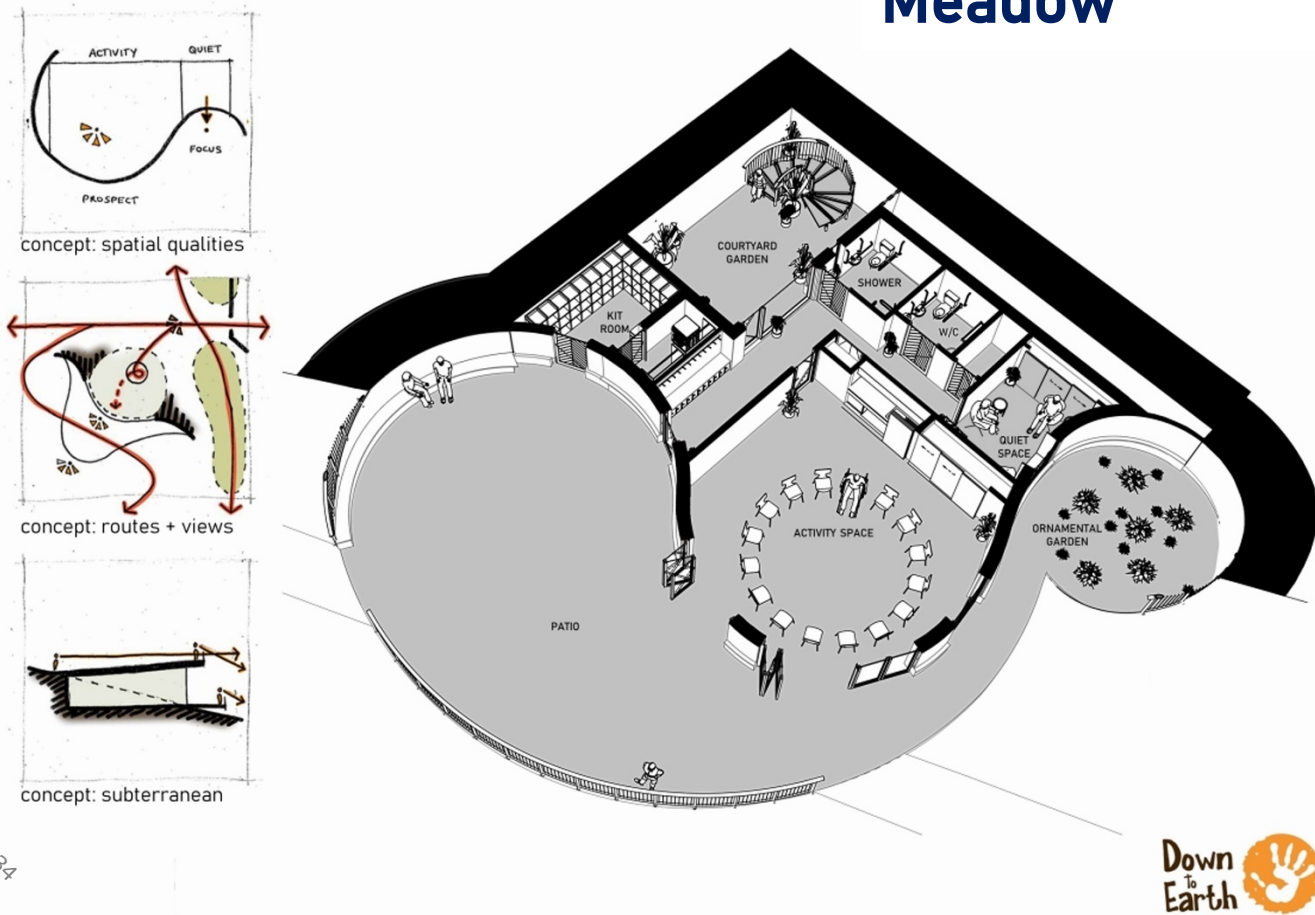 Meadow
ACTIVITY
QUIET
FOCUS
PROSPECT
concept: spatial qualities
concept: routes + views
concept: subterranean
COURTYARD
GARDEN
SHOWER
KIT
ROOM
W/C
QUIET
SPACE
ORNAMENTAL
GARDEN
ACTIVITY SPACE
PATIO
34
Down
to
Earth